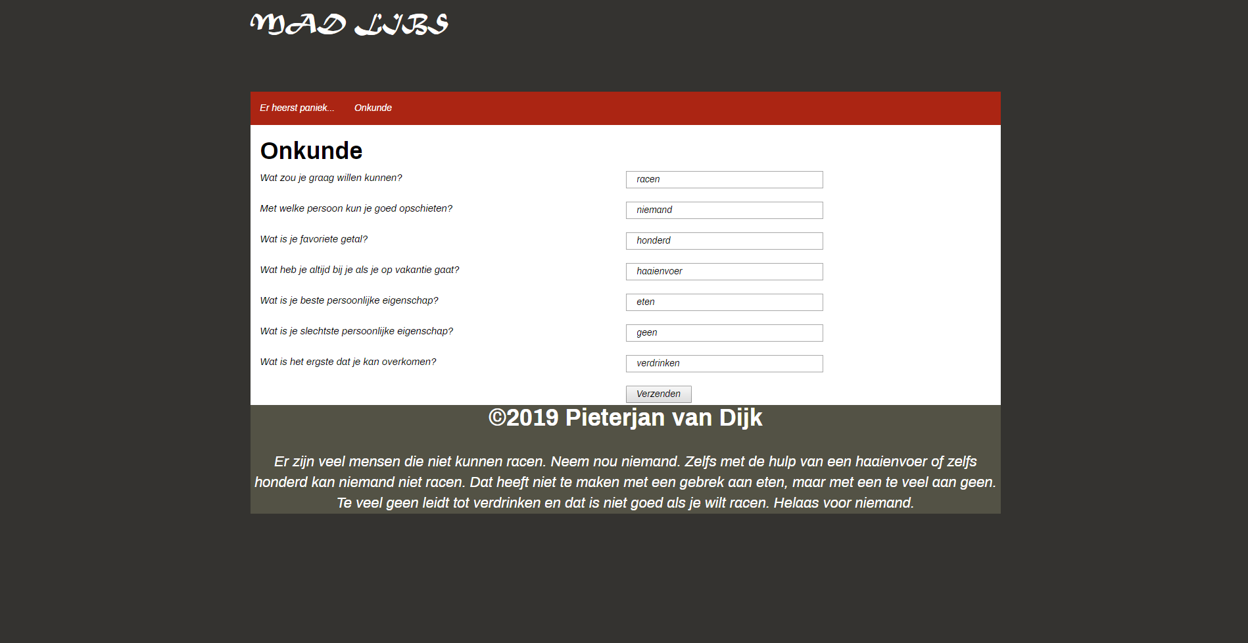 MAD LIBS
Er heerst paniek... Onkunde
Onkunde
Wat zou je graag willen kunnen? racen
Met welke persoon kun je goed opschieten? niemand
Wat is je favoriete getal? honderd
Wat heb je altijd bij je als je op vakantie gaat? haaienvoer
Wat is je beste persoonlijke eigenschap? eten
Wat is je slechtste persoonlijke eigenschap? geen
Wat is het ergste dat je kan overkomen? verdrinken
Verzenden
©2019 Pieterjan van Dijk
Er zijn veel mensen die niet kunnen racen. Neem nou niemand. Zelfs met de hulp van een haaienvoer of zelfs
honderd kan niemand niet racen. Dat heeft niet te maken met een gebrek aan eten, maar met een te veel aan geen.
Te veel geen leidt tot verdrinken en dat is niet goed als je wilt racen. Helaas voor niemand.